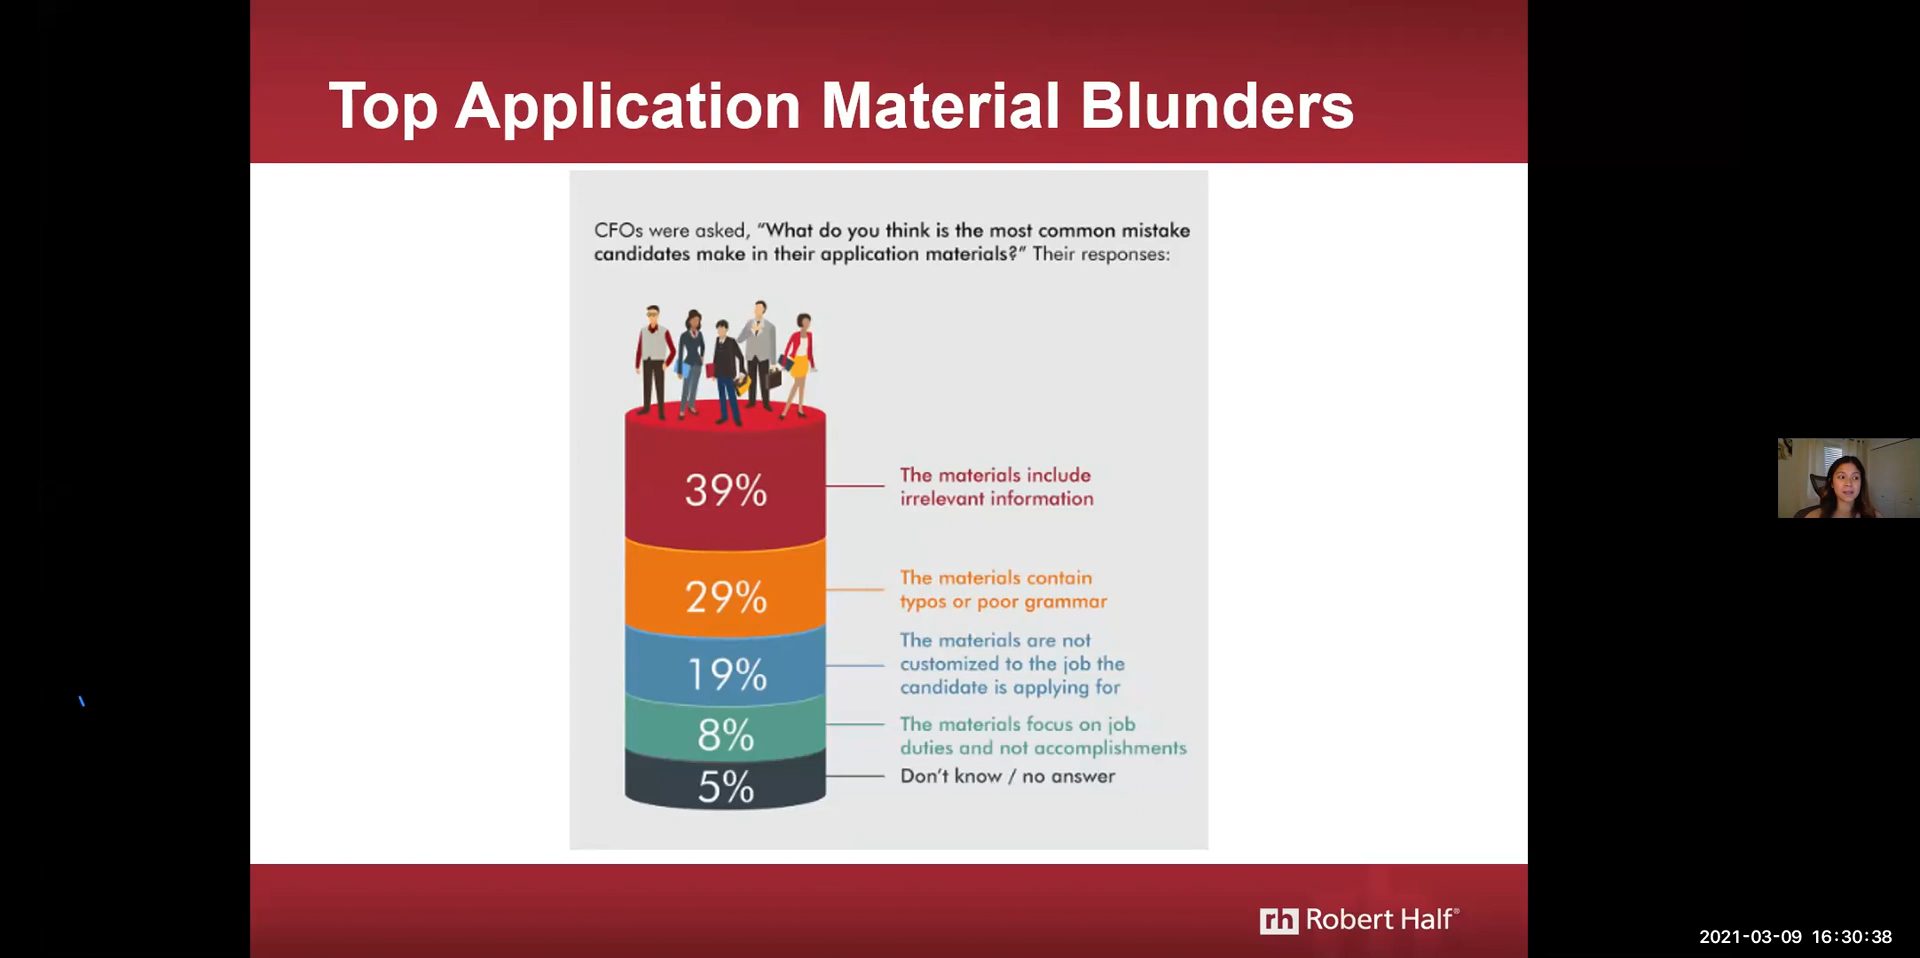 Top Application Material Blunders
CFOs were asked, “What do you think is the most common mistake
candidates make in their application materials?” Their responses:
39%
The materials include
irrelevant information
29%
The materials contain
typos or poor grammar
19%
The materials are not
customized to the job the
candidate is applying for
8%
The materials focus on job
duties and not accomplishments
5%
Don’t know / no answer
rh Robert Half®
2021-03-09 16:30:38